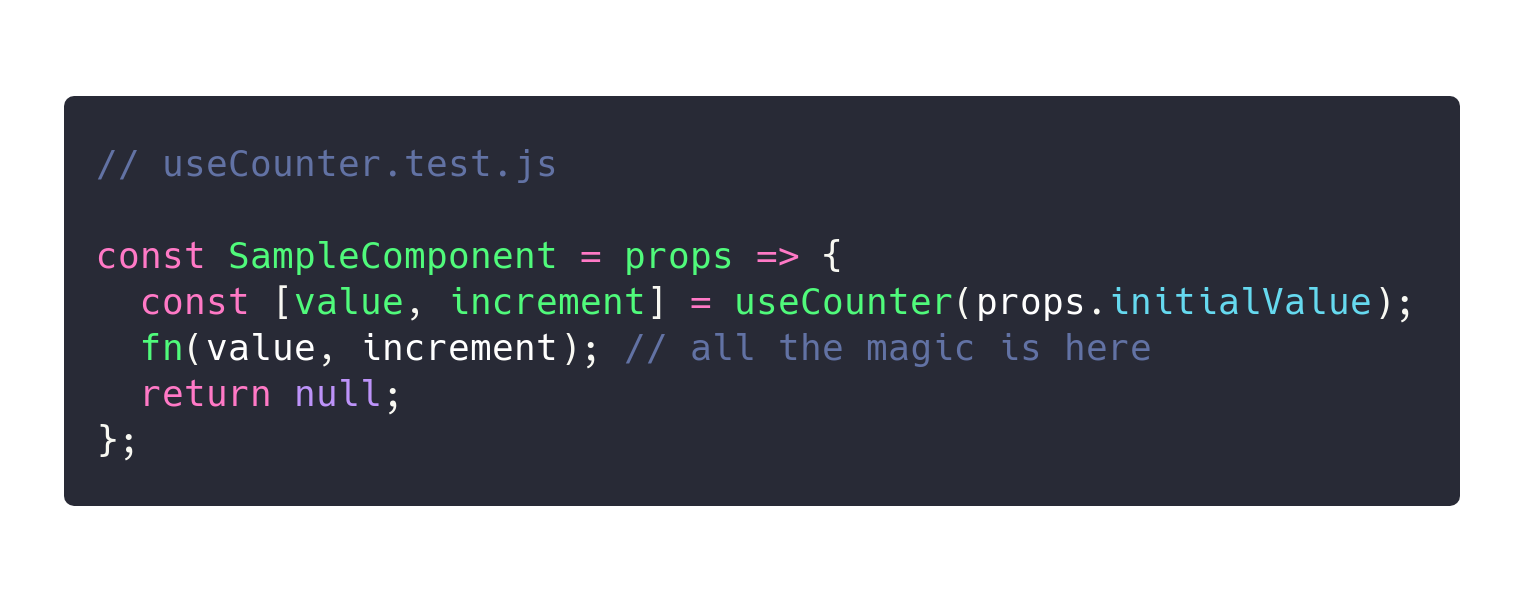 // useCounter.test.js
const SampleComponent = props => {
  const [value, increment] = useCounter(props.initialValue);
  fn(value, increment); // all the magic is here
  return null;
};